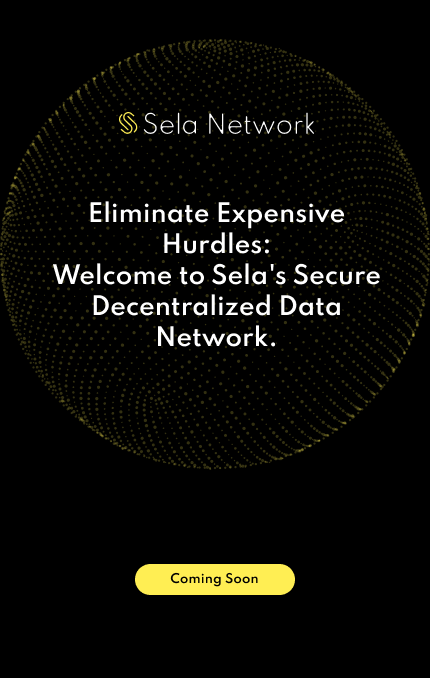 Sela Network
Eliminate Expensive
Hurdles:
Welcome to Sela's Secure
Decentralized Data
Network.
Coming Soon